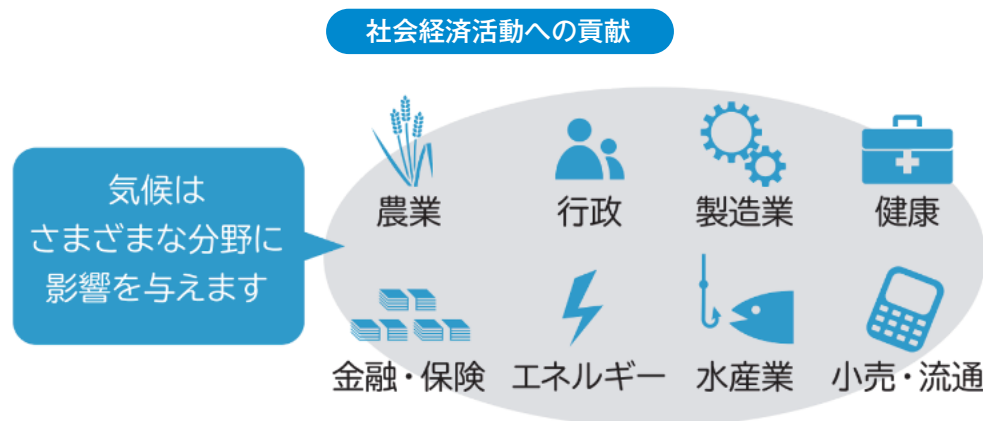 社会経済活動への貢献
気候は
さまざまな分野に
影響を与えます
農業
行政
製造業
健康
金融・保険
エネルギー
水産業
小売・流通